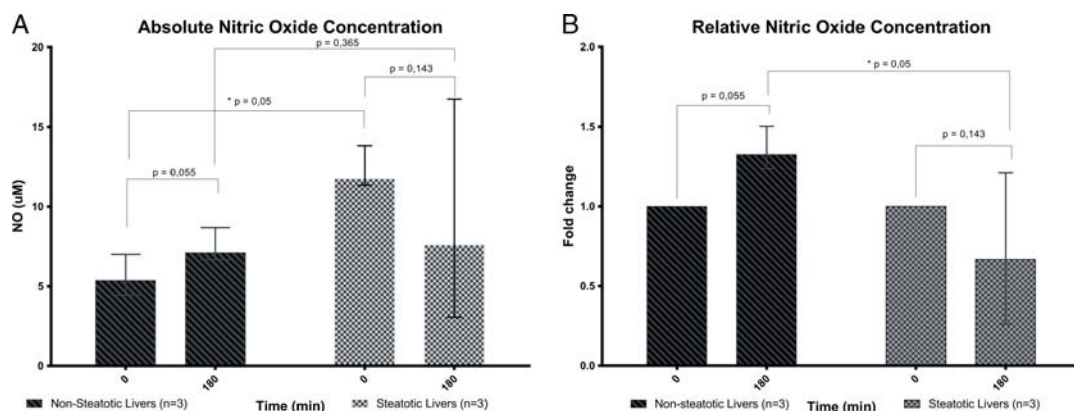 A
Absolute Nitric Oxide Concentration
20
15
10
5
0
NO (uM)
p = 0,365
p = 0,143
* p = 0,05
p = 0,055
0
180
0
180
Time (min)
Non-Steatotic Livers (n=3)
Steatotic Livers (n=3)
B
Relative Nitric Oxide Concentration
2.0
1.5
1.0
0.5
0.0
Fold change
* p = 0,05
p = 0,055
p = 0,143
0
180
0
180
Time (min)
Non-steatotic Livers (n=3)
Steatotic Livers (n=3)